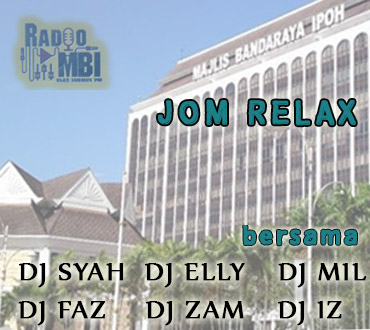 RADIO
MBI
MAJLIS BANDARAYA IPOH
JOM RELAX
bersama
DJ SYAH DJ ELLY DJ MIL
DJ FAZ DJ ZAM DJ IZ